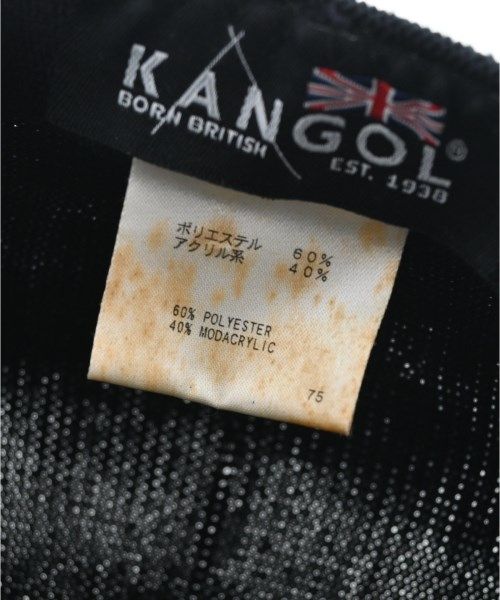 KANGOL®
BORN BRITISH
EST. 1938
ポリエステル 60%
アクリル系 40%
60% POLYESTER
40% MODACRYLIC
75